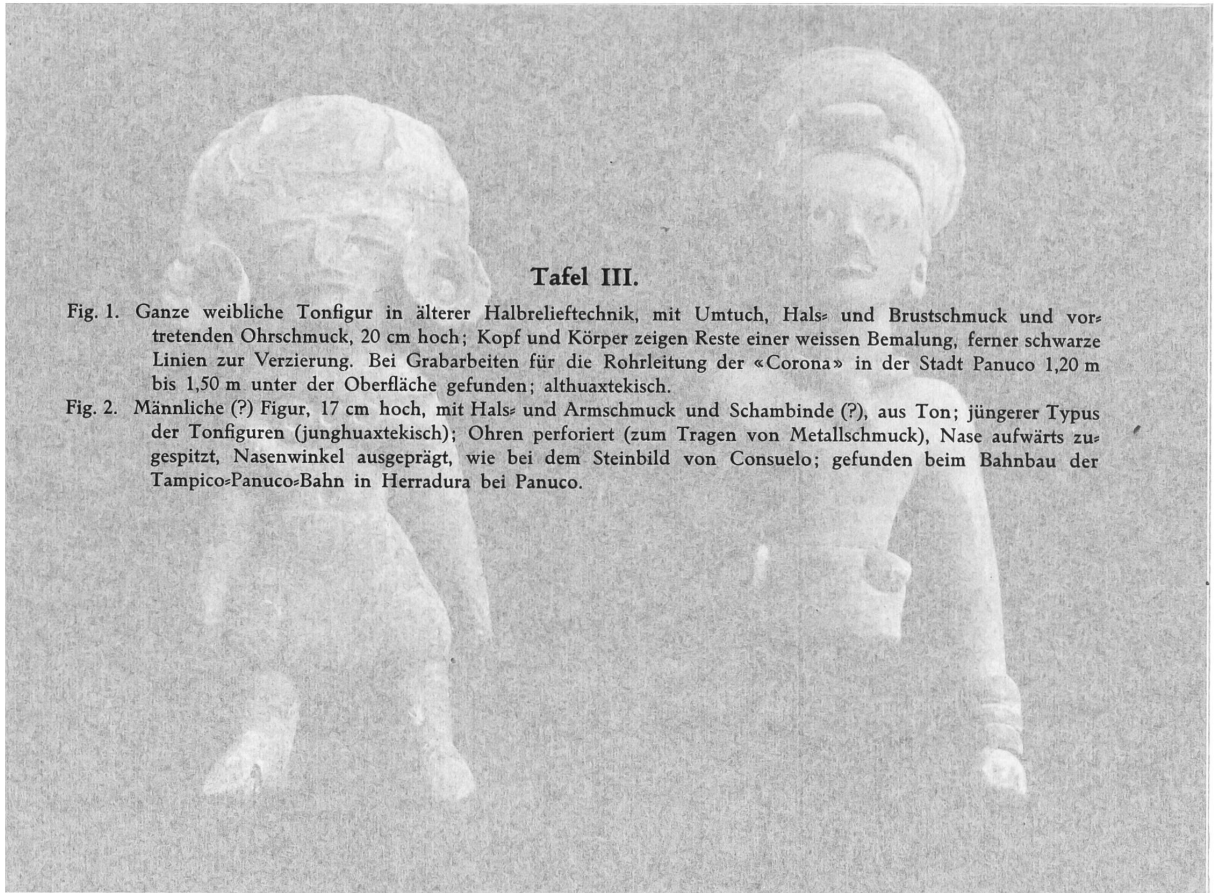 Tafel III.
Fig. 1. Ganze weibliche Tonfigur in älterer Halbrelieftechnik, mit Umtuch, Hals⸗ und Brustschmuck und vor⸗
tretenden Ohrschmuck, 20 cm hoch; Kopf und Körper zeigen Reste einer weissen Bemalung, ferner schwarze
Linien zur Verzierung. Bei Grabarbeiten für die Rohrleitung der «Corona» in der Stadt Panuco 1,20 m
bis 1,50 m unter der Oberfläche gefunden; althuaxtekisch.
Fig. 2. Männliche (?) Figur, 17 cm hoch, mit Hals⸗ und Armschmuck und Schambinde (?), aus Ton; jüngerer Typus
der Tonfiguren (junghuaxtekisch); Ohren perforiert (zum Tragen von Metallschmuck), Nase aufwärts zu⸗
gespitzt, Nasenwinkel ausgeprägt, wie bei dem Steinbild von Consuelo; gefunden beim Bahnbau der
Tampico⸗Panuco⸗Bahn in Herradura bei Panuco.